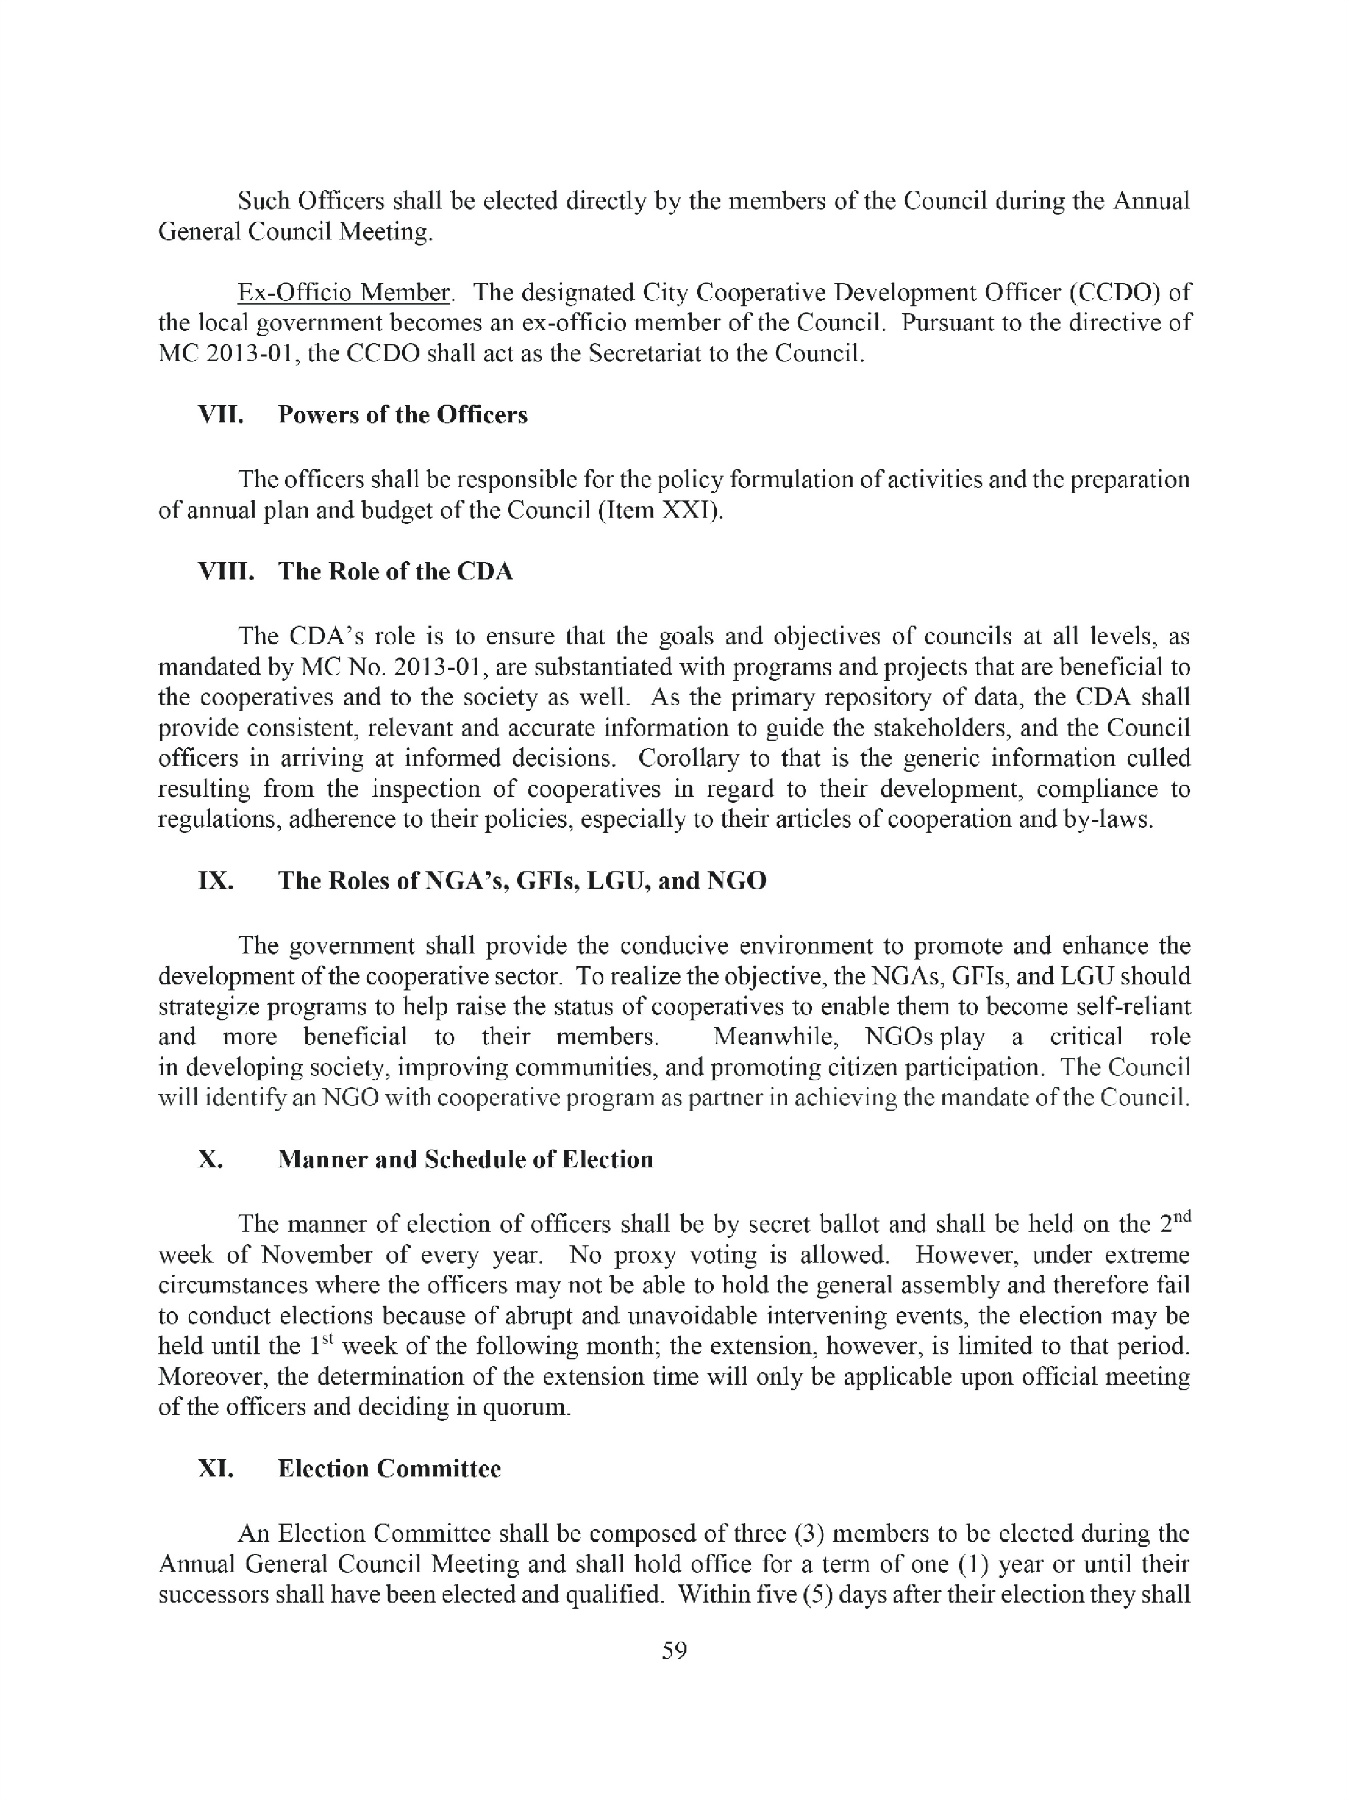 Such Officers shall be elected directly by the members of the Council during the Annual
General Council Meeting.
Ex-Officio Member. The designated City Cooperative Development Officer (CCDO) of
the local government becomes an ex-officio member of the Council. Pursuant to the directive of
MC 2013-01, the CCDO shall act as the Secretariat to the Council.
VII. Powers of the Officers
The officers shall be responsible for the policy formulation of activities and the preparation
of annual plan and budget of the Council (Item XXI).
VIII. The Role of the CDA
The CDA's role is to ensure that the goals and objectives of councils at all levels, as
mandated by MC No. 2013-01, are substantiated with programs and projects that are beneficial to
the cooperatives and to the society as well. As the primary repository of data, the CDA shall
provide consistent, relevant and accurate information to guide the stakeholders, and the Council
officers in arriving at informed decisions. Corollary to that is the generic information culled
resulting from the inspection of cooperatives in regard to their development, compliance to
regulations, adherence to their policies, especially to their articles of cooperation and by-laws.
IX. The Roles of NGA's, GFIs, LGU, and NGO
The government shall provide the conducive environment to promote and enhance the
development of the cooperative sector. To realize the objective, the NGAs, GFIs, and LGU should
strategize programs to help raise the status of cooperatives to enable them to become self-reliant
and more beneficial to their members. Meanwhile, NGOs play a critical role
in developing society, improving communities, and promoting citizen participation. The Council
will identify an NGO with cooperative program as partner in achieving the mandate of the Council.
X. Manner and Schedule of Election
The manner of election of officers shall be by secret ballot and shall be held on the 2nd
week of November of every year. No proxy voting is allowed. However, under extreme
circumstances where the officers may not be able to hold the general assembly and therefore fail
to conduct elections because of abrupt and unavoidable intervening events, the election may be
held until the 1st week of the following month; the extension, however, is limited to that period.
Moreover, the determination of the extension time will only be applicable upon official meeting
of the officers and deciding in quorum.
XI. Election Committee
An Election Committee shall be composed of three (3) members to be elected during the
Annual General Council Meeting and shall hold office for a term of one (1) year or until their
successors shall have been elected and qualified. Within five (5) days after their election they shall
59